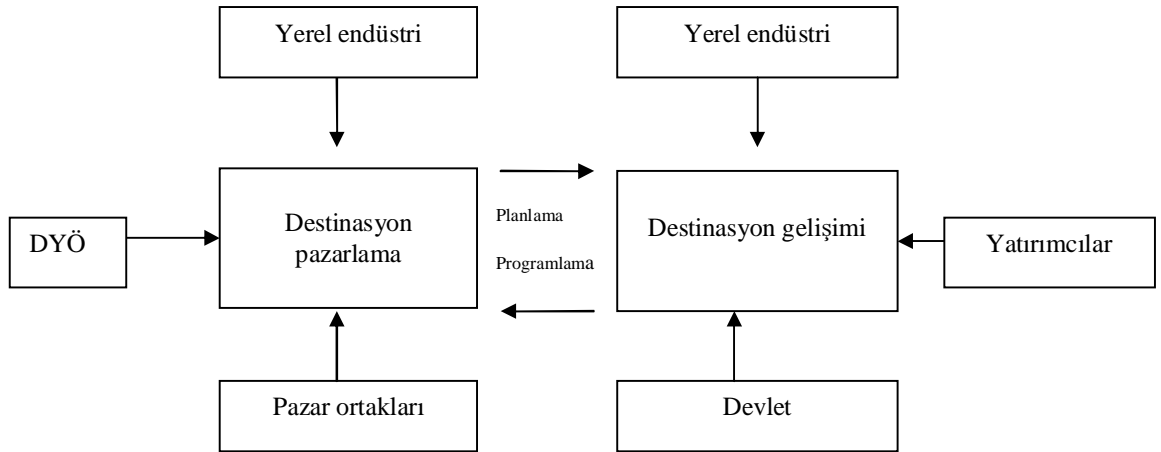 Yerel endüstri
Yerel endüstri
DYÖ
Destinasyon
pazarlama
Planlama
Programlama
Destinasyon gelişimi
Yatırımcılar
Pazar ortakları
Devlet